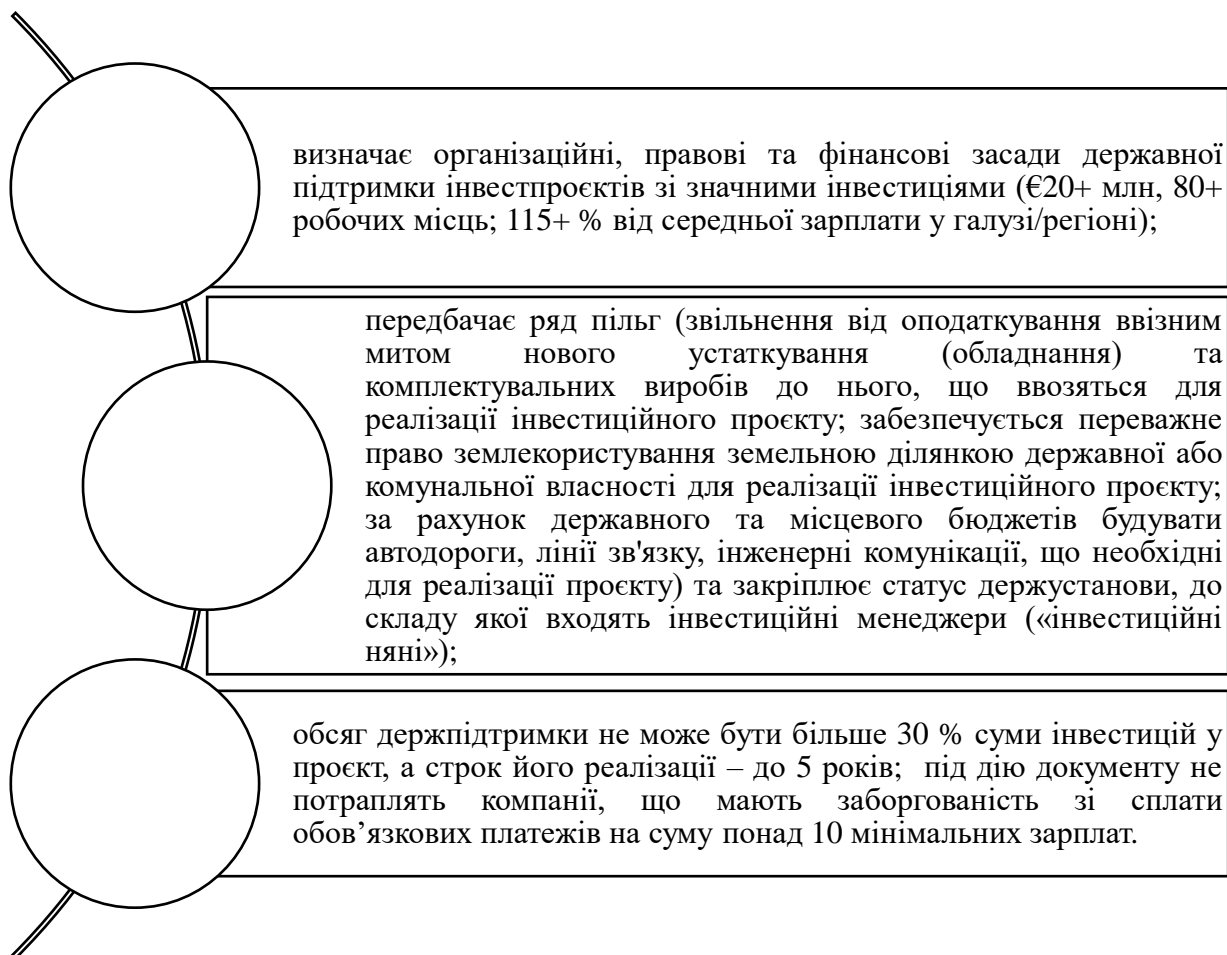 визначає організаційні, правові та фінансові засади державної
підтримки інвестпроєктів зі значними інвестиціями (€20+ млн, 80+
робочих місць; 115+ % від середньої зарплати у галузі/регіоні);
передбачає ряд пільг (звільнення від оподаткування ввізним
митом нового устаткування (обладнання) та
комплектувальних виробів до нього, що ввозяться для
реалізації інвестиційного проєкту; забезпечується переважне
право землекористування земельною ділянкою державної або
комунальної власності для реалізації інвестиційного проєкту;
за рахунок державного та місцевого бюджетів будувати
автодороги, лінії зв'язку, інженерні комунікації, що необхідні
для реалізації проєкту) та закріплює статус держустанови, до
складу якої входять інвестиційні менеджери («інвестиційні
няні»);
обсяг держпідтримки не може бути більше 30 % суми інвестицій у
проєкт, а строк його реалізації – до 5 років; під дію документу не
потраплять компанії, що мають заборгованість зі сплати
обов’язкових платежів на суму понад 10 мінімальних зарплат.